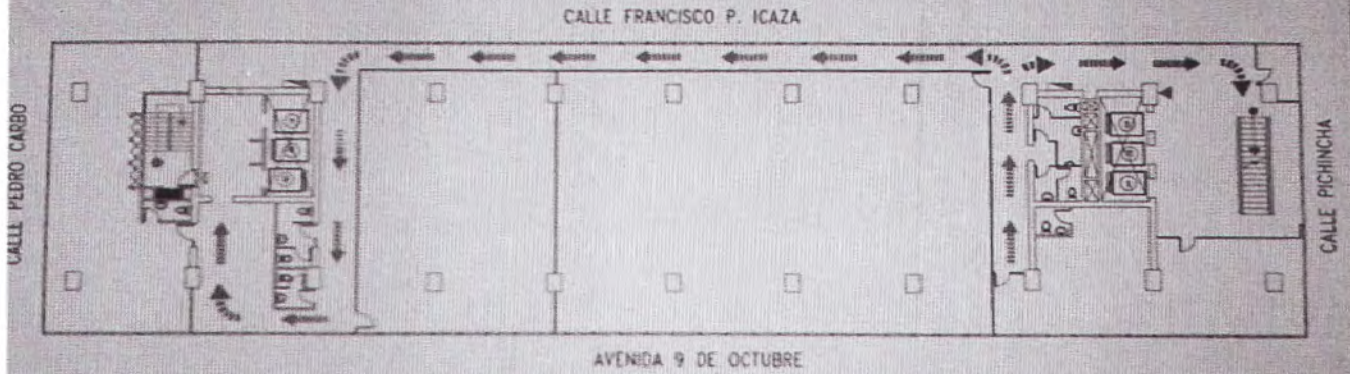 CALLE FRANCISCO P. ICAZA
CALLE PEDRO CARBO
CALLE PICHINCHA
AVENIDA 9 DE OCTUBRE